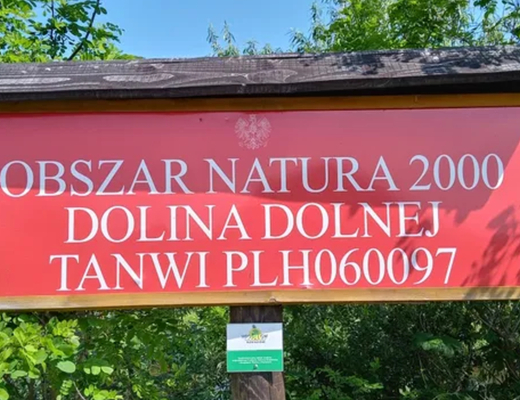 OBSZAR NATURA 2000
DOLINA DOLNEJ
TANWI PLH060097